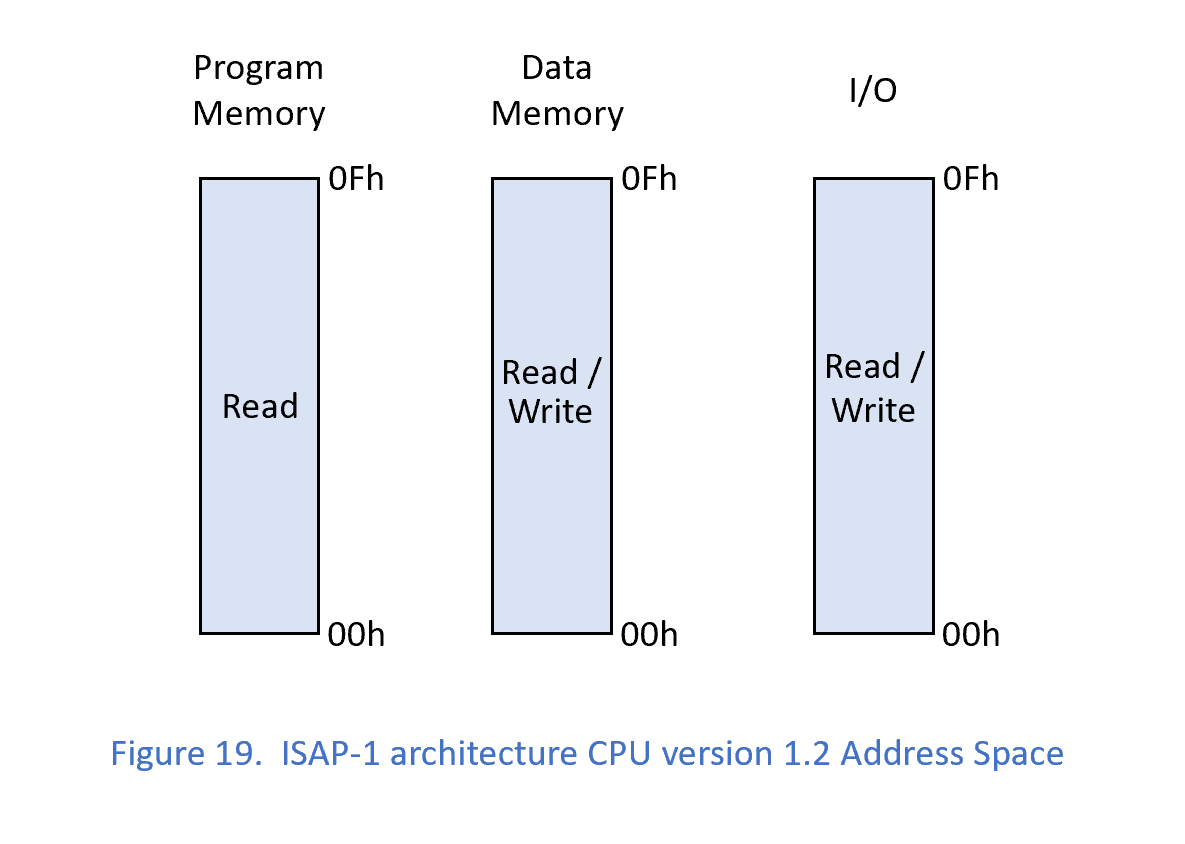 Program
Memory
Data
Memory
I/O
0Fh
0Fh
0Fh
Read
Read /
Write
Read /
Write
00h
00h
00h
Figure 19.  ISAP-1 architecture CPU version 1.2 Address Space